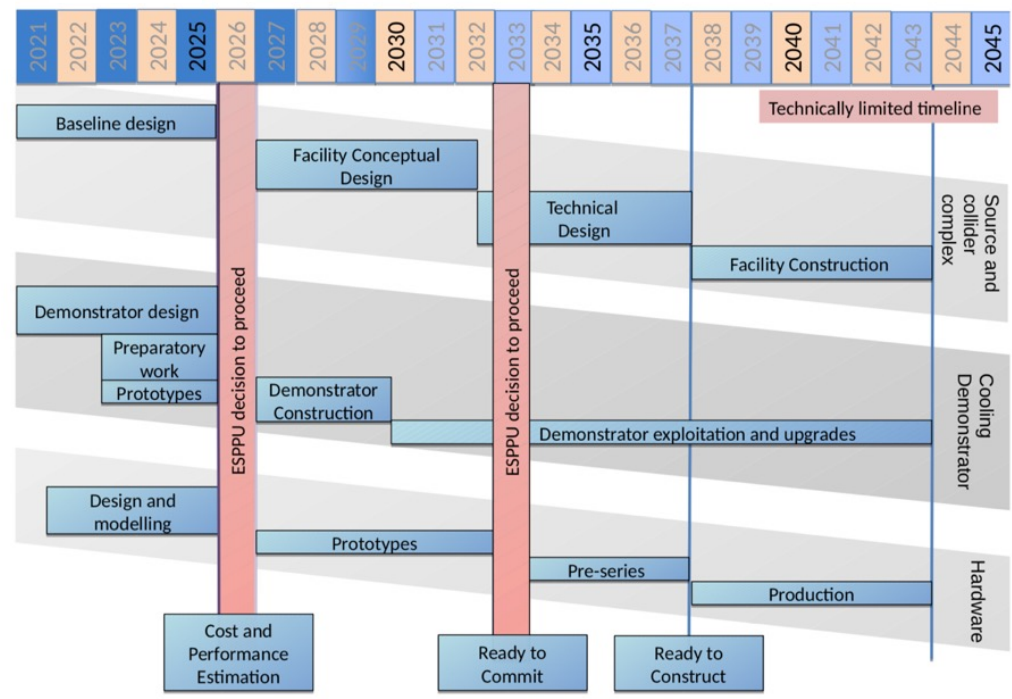 2021 2022 2023 2024 2025 2026 2027 2028 2029 2030 2031 2032 2033 2034 2035 2036 2037 2038 2039 2040 2041 2042 2043 2044 2045
Technically limited timeline
Baseline design
Facility Conceptual
Design
Technical
Design
Facility Construction
Source and
collider
complex
Demonstrator design
Preparatory
work
Prototypes
ESPPU decision to proceed
ESPPU decision to proceed
Demonstrator
Construction
Demonstrator exploitation and upgrades
Cooling
Demonstrator
Design and
modelling
Prototypes
Pre-series
Production
Hardware
Cost and
Performance
Estimation
Ready to
Commit
Ready to
Construct